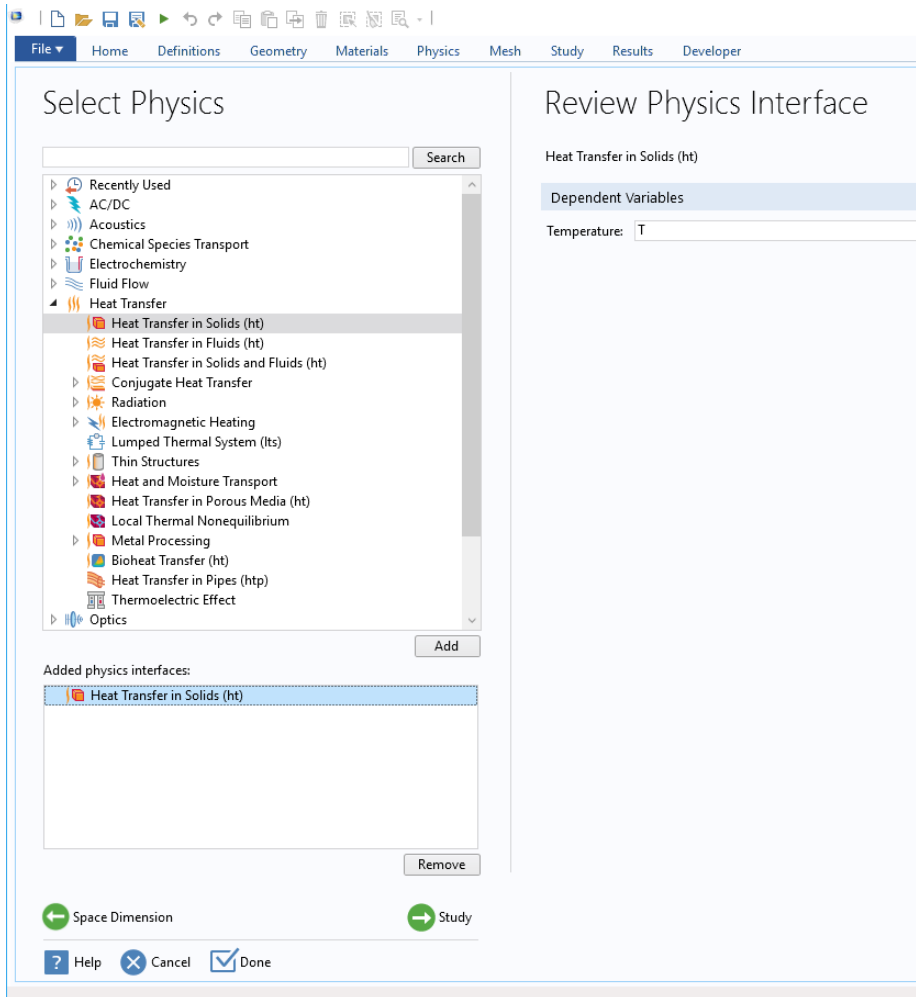 File Home Definitions Geometry Materials Physics Mesh Study Results Developer
Select Physics
Search
Recently Used
AC/DC
Acoustics
Chemical Species Transport
Electrochemistry
Fluid Flow
Heat Transfer
Heat Transfer in Solids (ht)
Heat Transfer in Fluids (ht)
Heat Transfer in Solids and Fluids (ht)
Conjugate Heat Transfer
Radiation
Electromagnetic Heating
Lumped Thermal System (lts)
Thin Structures
Heat and Moisture Transport
Heat Transfer in Porous Media (ht)
Local Thermal Nonequilibrium
Metal Processing
Bioheat Transfer (ht)
Heat Transfer in Pipes (htp)
Thermoelectric Effect
Optics
Add
Added physics interfaces:
Heat Transfer in Solids (ht)
Remove
Space Dimension Study
? Help Cancel Done
Review Physics Interface
Heat Transfer in Solids (ht)
Dependent Variables
Temperature: T